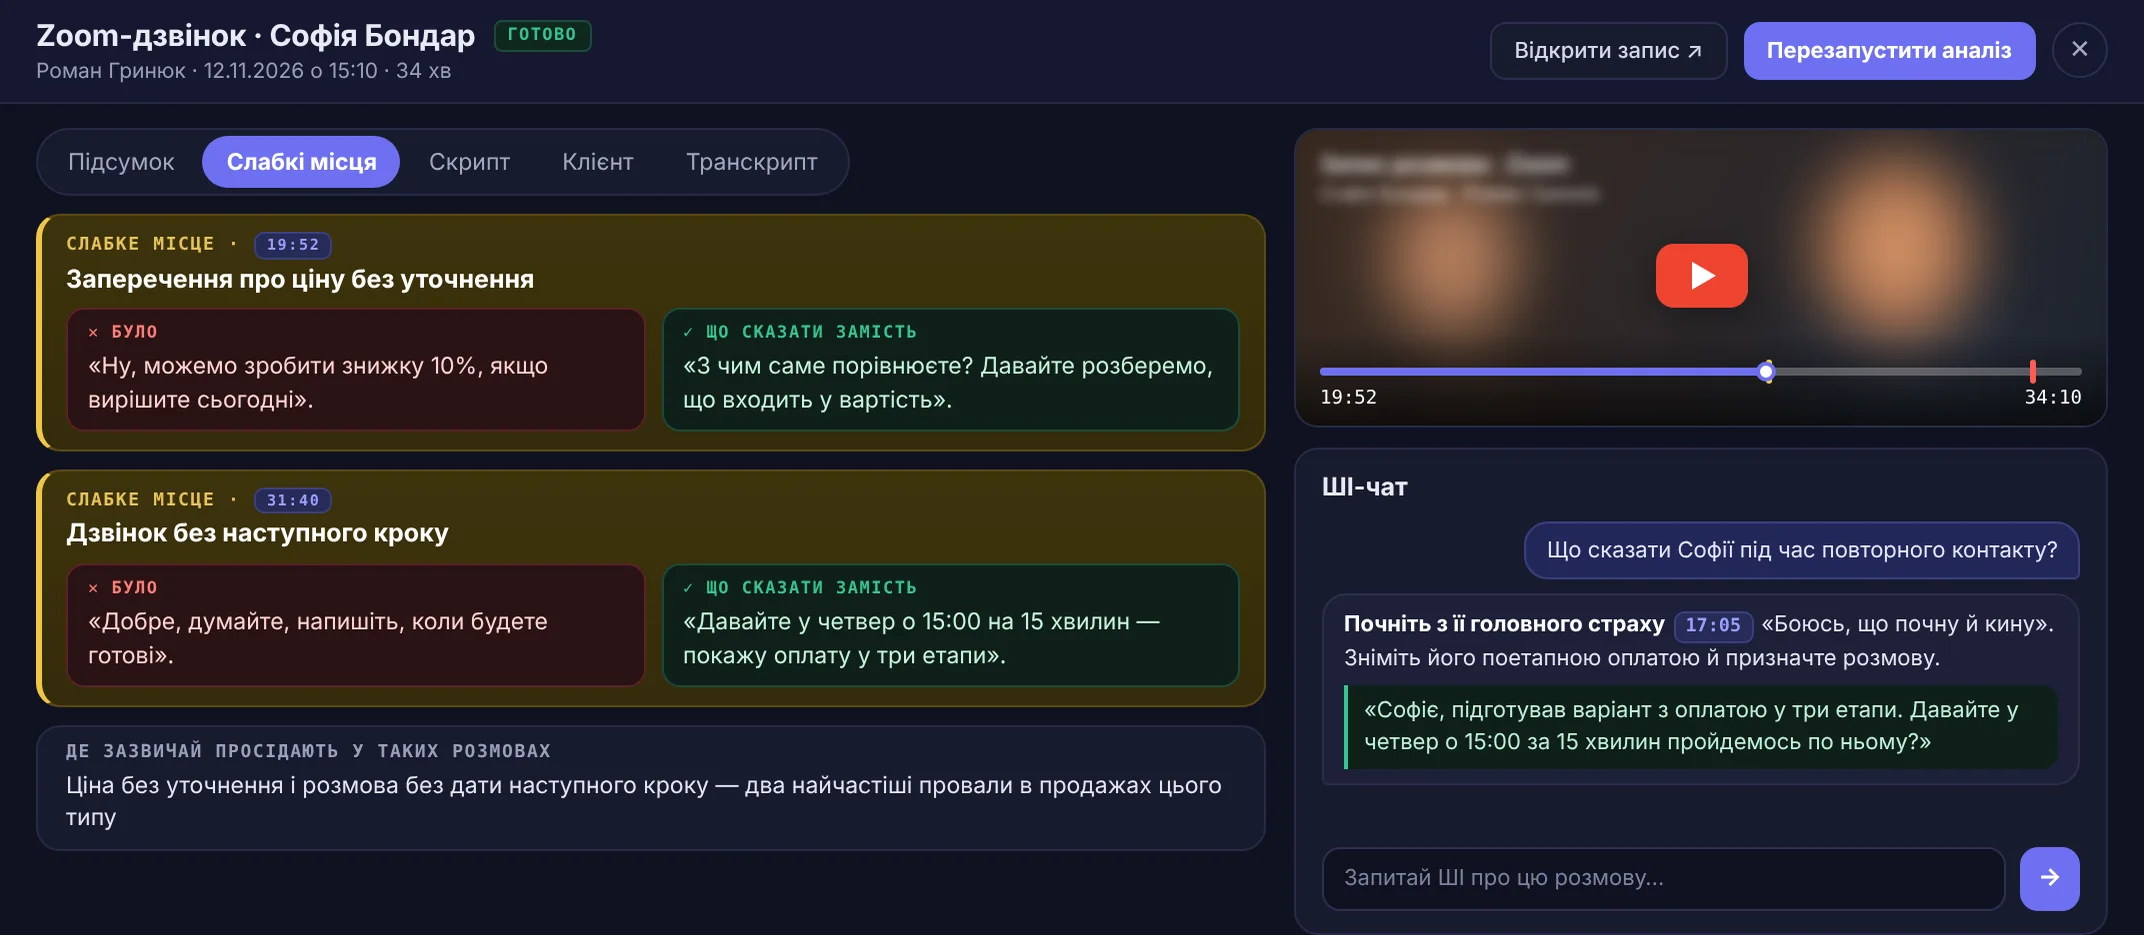 Zoom-дзвінок · Софія Бондар
ГОТОВО
Роман Гринюк · 12.11.2026 о 15:10 · 34 хв
Відкрити запис ↗
Перезапустити аналіз
✕
Підсумок
Слабкі місця
Скрипт
Клієнт
Транскрипт
СЛАБКЕ МІСЦЕ · 19:52
Заперечення про ціну без уточнення
× БУЛО
«Ну, можемо зробити знижку 10%, якщо
вирішите сьогодні».
✓ ЩО СКАЗАТИ ЗАМІСТЬ
«З чим саме порівнюєте? Давайте розберемо,
що входить у вартість».
СЛАБКЕ МІСЦЕ · 31:40
Дзвінок без наступного кроку
× БУЛО
«Добре, думайте, напишіть, коли будете
готові».
✓ ЩО СКАЗАТИ ЗАМІСТЬ
«Давайте у четвер о 15:00 на 15 хвилин —
покажу оплату у три етапи».
ДЕ ЗАЗВИЧАЙ ПРОСІДАЮТЬ У ТАКИХ РОЗМОВАХ
Ціна без уточнення і розмова без дати наступного кроку — два найчастіші провали в продажах цього
типу
19:52
34:10
ШІ-чат
Що сказати Софії під час повторного контакту?
Почніть з її головного страху 17:05 «Боюсь, що почну й кину».
Зніміть його поетапною оплатою й призначте розмову.
«Софіє, підготував варіант з оплатою у три етапи. Давайте у
четвер о 15:00 за 15 хвилин пройдемось по ньому?»
Запитай ШІ про цю розмову...
→